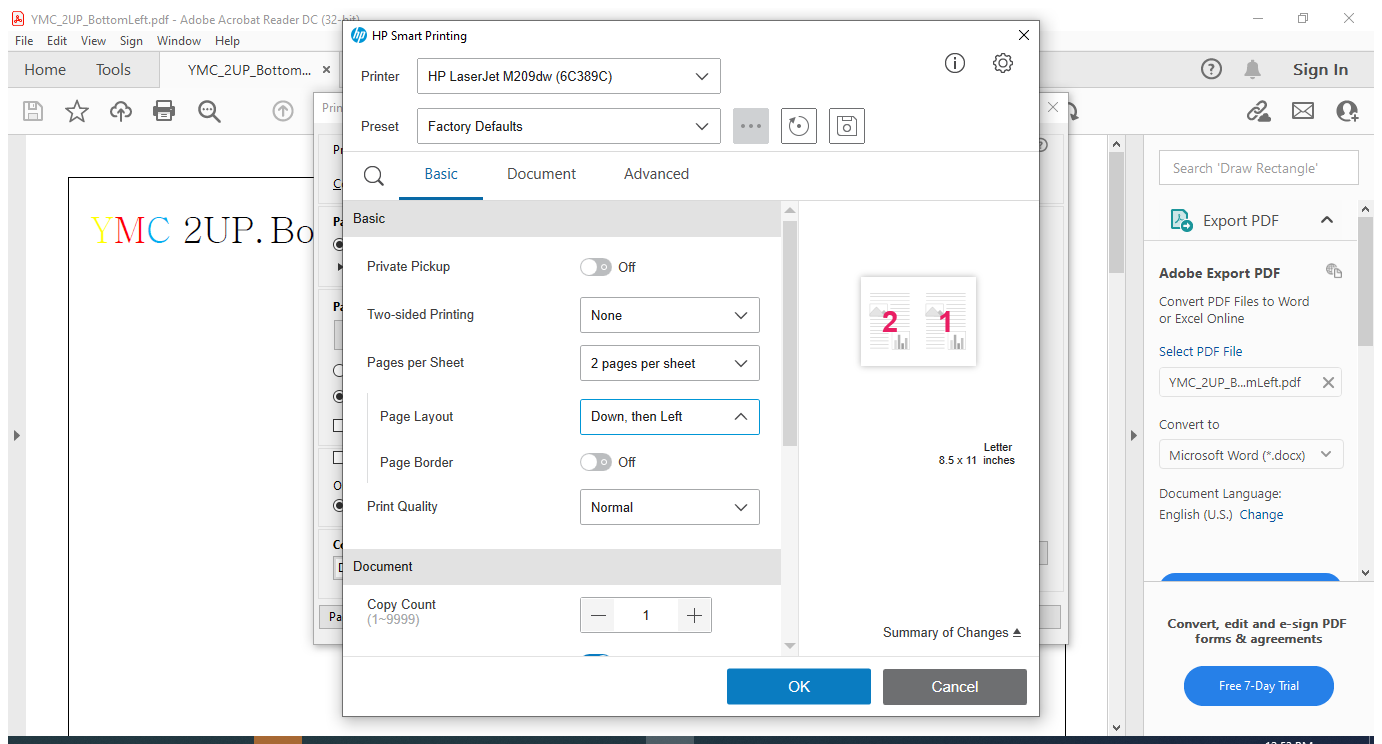 YMC_2UP_BottomLeft.pdf - Adobe Acrobat Reader DC (32-bit)
File Edit View Sign Window Help
Home Tools YMC_2UP_Bottom... Sign In
YMC 2UP. Bo
HP Smart Printing
Printer HP LaserJet M209dw (6C389C)
Preset Factory Defaults
Basic Document Advanced
Basic
Private Pickup Off
Two-sided Printing None
Pages per Sheet 2 pages per sheet
Page Layout Down, then Left
Page Border Off
Print Quality Normal
Document
Copy Count 1
(1~9999)
2 1
Letter
8.5 x 11 inches
Summary of Changes
OK Cancel
Search 'Draw Rectangle'
Export PDF
Adobe Export PDF
Convert PDF Files to Word
or Excel Online
Select PDF File
YMC_2UP_B...mLeft.pdf
Convert to
Microsoft Word (*.docx)
Document Language:
English (U.S.) Change
Convert, edit and e-sign PDF
forms & agreements
Free 7-Day Trial